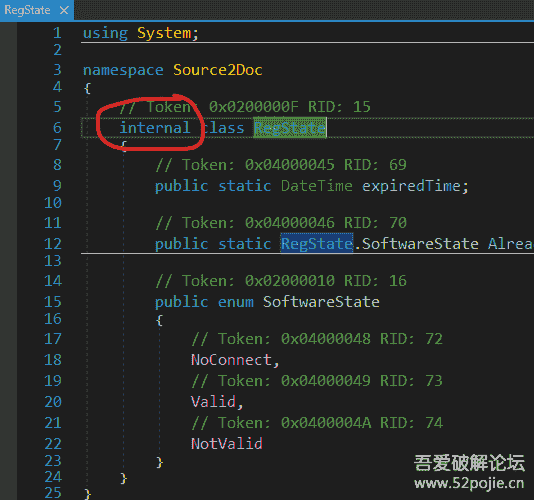 RegState ×
1 using System;
2
3 namespace Source2Doc
4 {
5 // Token: 0x0200000F RID: 15
6 internal class RegState
7 {
8 // Token: 0x04000045 RID: 69
9 public static DateTime expiredTime;
10
11 // Token: 0x04000046 RID: 70
12 public static RegState.SoftwareState Alrea
13
14 // Token: 0x02000010 RID: 16
15 public enum SoftwareState
16 {
17 // Token: 0x04000048 RID: 72
18 NoConnect,
19 // Token: 0x04000049 RID: 73
20 Valid,
21 // Token: 0x0400004A RID: 74
22 NotValid
23 }
24 }
25 }
吾爱破解论坛
www.52pojie.cn